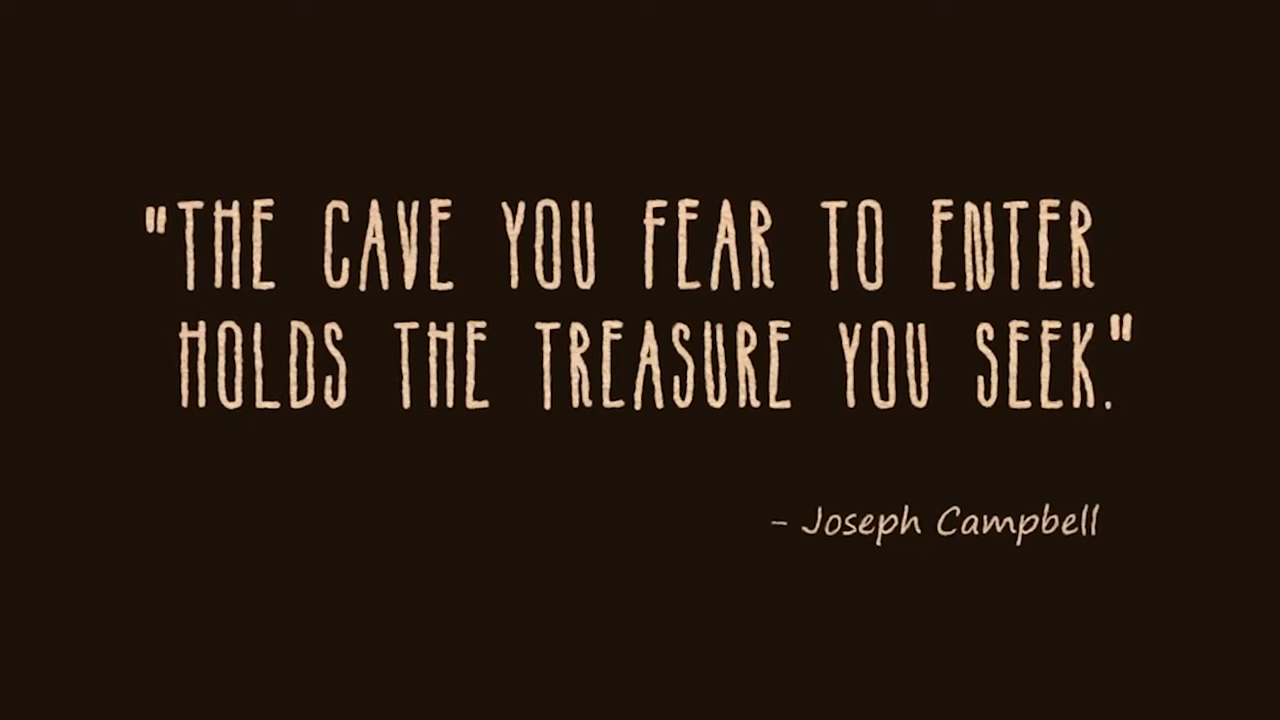 "THE CAVE YOU FEAR TO ENTER
HOLDS THE TREASURE YOU SEEK."
- Joseph Campbell